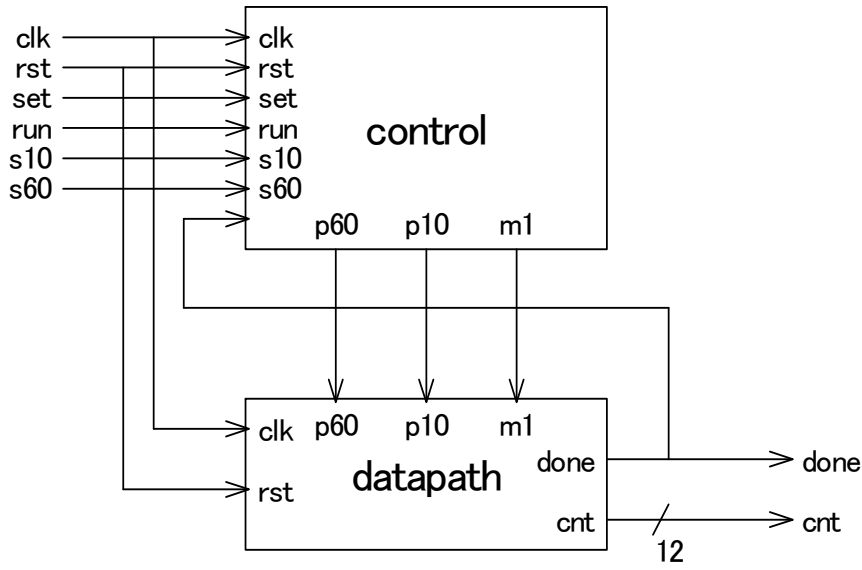 clk clk
rst rst
set set
run run
control
s10 s10
s60 s60
p60 p10 m1
clk p60 p10 m1
datapath
done done
rst
cnt cnt
12